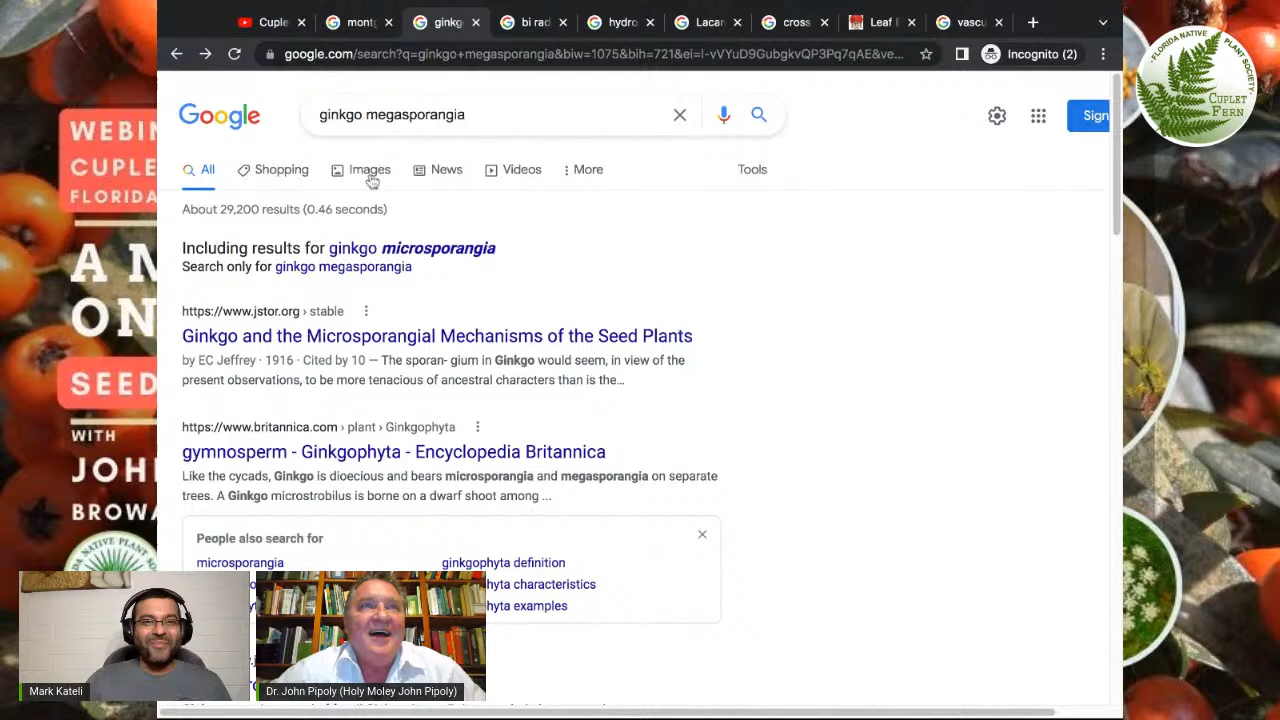 Cuple
mont
ginkg
bi rad
hydro
Lacan
cross
Leaf E
vascu
google.com/search?q=ginkgo+megasporangia&biw=1075&bih=721&ei=I-vVYuD9GubgkvQP3Pq7qAE&ve...
Incognito (2)
FLORIDA NATIVE PLANT SOCIETY
CUPLET
FERN
Google
ginkgo megasporangia
Sign
All
Shopping
Images
News
Videos
More
Tools
About 29,200 results (0.46 seconds)
Including results for ginkgo microsporangia
Search only for ginkgo megasporangia
https://www.jstor.org › stable
Ginkgo and the Microsporangial Mechanisms of the Seed Plants
by EC Jeffrey · 1916 · Cited by 10 — The sporan- gium in Ginkgo would seem, in view of the
present observations, to be more tenacious of ancestral characters than is the...
https://www.britannica.com › plant › Ginkgophyta
gymnosperm - Ginkgophyta - Encyclopedia Britannica
Like the cycads, Ginkgo is dioecious and bears microsporangia and megasporangia on separate
trees. A Ginkgo microstrobilus is borne on a dwarf shoot among ...
People also search for
microsporangia
ginkgophyta definition
hyta characteristics
hyta examples
WEBIN
CUPLE
FLORIDA
A N
ON
SEED
WITH
JOH
BROWA
Mark Kateli
Dr. John Pipoly (Holy Moley John Pipoly)